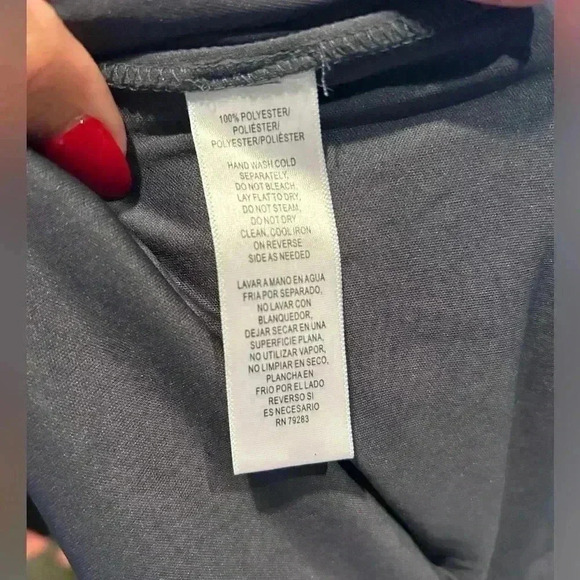 100% POLYESTER/
POLIÉSTER/
POLYESTER/POLIÉSTER
HAND WASH COLD
SEPARATELY,
DO NOT BLEACH,
LAY FLAT TO DRY,
DO NOT STEAM,
DO NOT DRY
CLEAN, COOL IRON
ON REVERSE
SIDE AS NEEDED
LAVAR A MANO EN AGUA
FRIA POR SEPARADO,
NO LAVAR CON
BLANQUEDOR,
DEJAR SECAR EN UNA
SUPERFICIE PLANA,
NO UTILIZAR VAPOR,
NO LIMPIAR EN SECO,
PLANCHA EN
FRIO POR EL LADO
REVERSO SI
ES NECESARIO
RN 79283